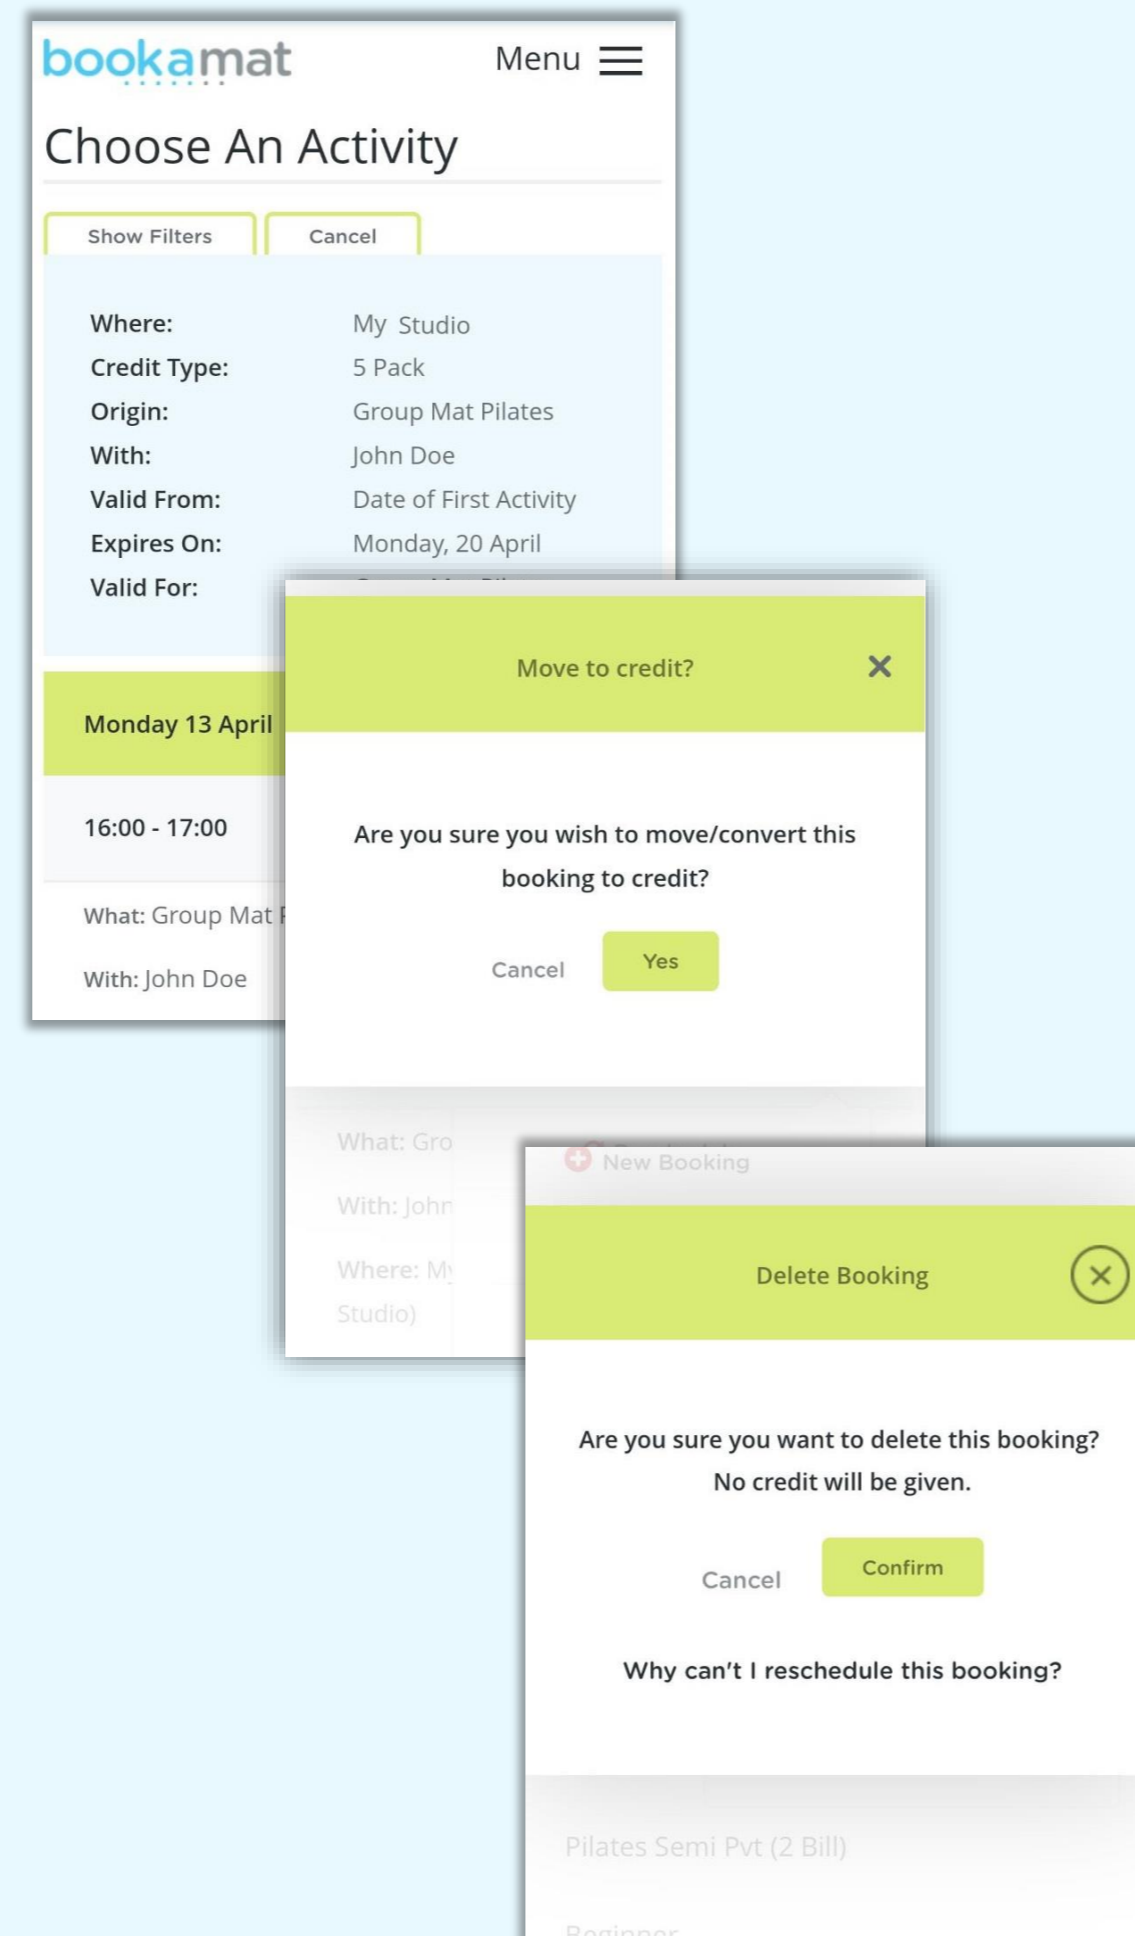 bookamat
Menu
Choose An Activity
Show Filters
Cancel
Where: My Studio
Credit Type: 5 Pack
Origin: Group Mat Pilates
With: John Doe
Valid From: Date of First Activity
Expires On: Monday, 20 April
Valid For:
Monday 13 April
16:00 - 17:00
What: Group Mat
With: John Doe
Move to credit?
Are you sure you wish to move/convert this
booking to credit?
Cancel
Yes
What: Gro
With: John
Where: My
Studio)
New Booking
Delete Booking
Are you sure you want to delete this booking?
No credit will be given.
Cancel
Confirm
Why can't I reschedule this booking?
Pilates Semi Pvt (2 Bill)